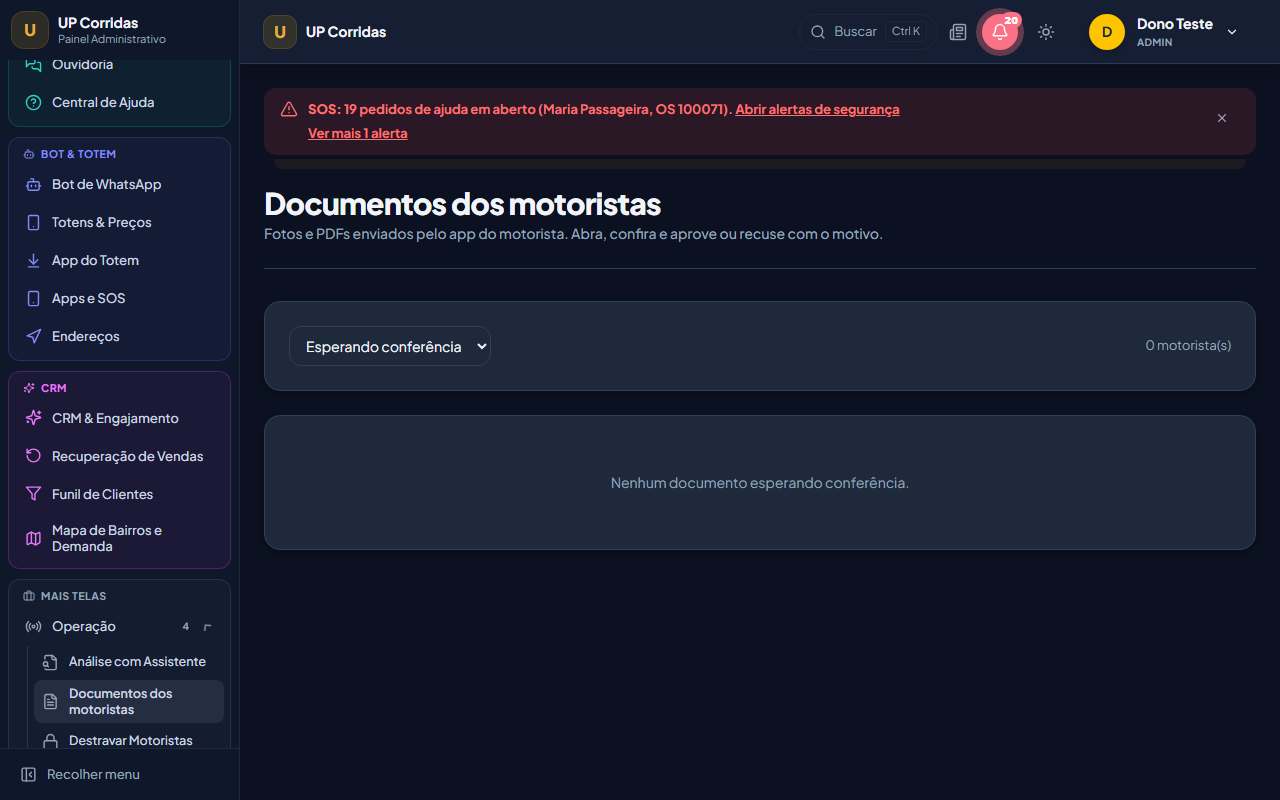 U
UP Corridas
Painel Administrativo
Ouvidoria
Central de Ajuda
BOT & TOTEM
Bot de WhatsApp
Totens & Preços
App do Totem
Apps e SOS
Endereços
CRM
CRM & Engajamento
Recuperação de Vendas
Funil de Clientes
Mapa de Bairros e
Demanda
MAIS TELAS
Operação 4
Análise com Assistente
Documentos dos
motoristas
Destravar Motoristas
Recolher menu
U UP Corridas
Buscar Ctrl K
20
D
Dono Teste
ADMIN
SOS: 19 pedidos de ajuda em aberto (Maria Passageira, OS 100071). Abrir alertas de segurança
Ver mais 1 alerta
Documentos dos motoristas
Fotos e PDFs enviados pelo app do motorista. Abra, confira e aprove ou recuse com o motivo.
Esperando conferência
0 motorista(s)
Nenhum documento esperando conferência.